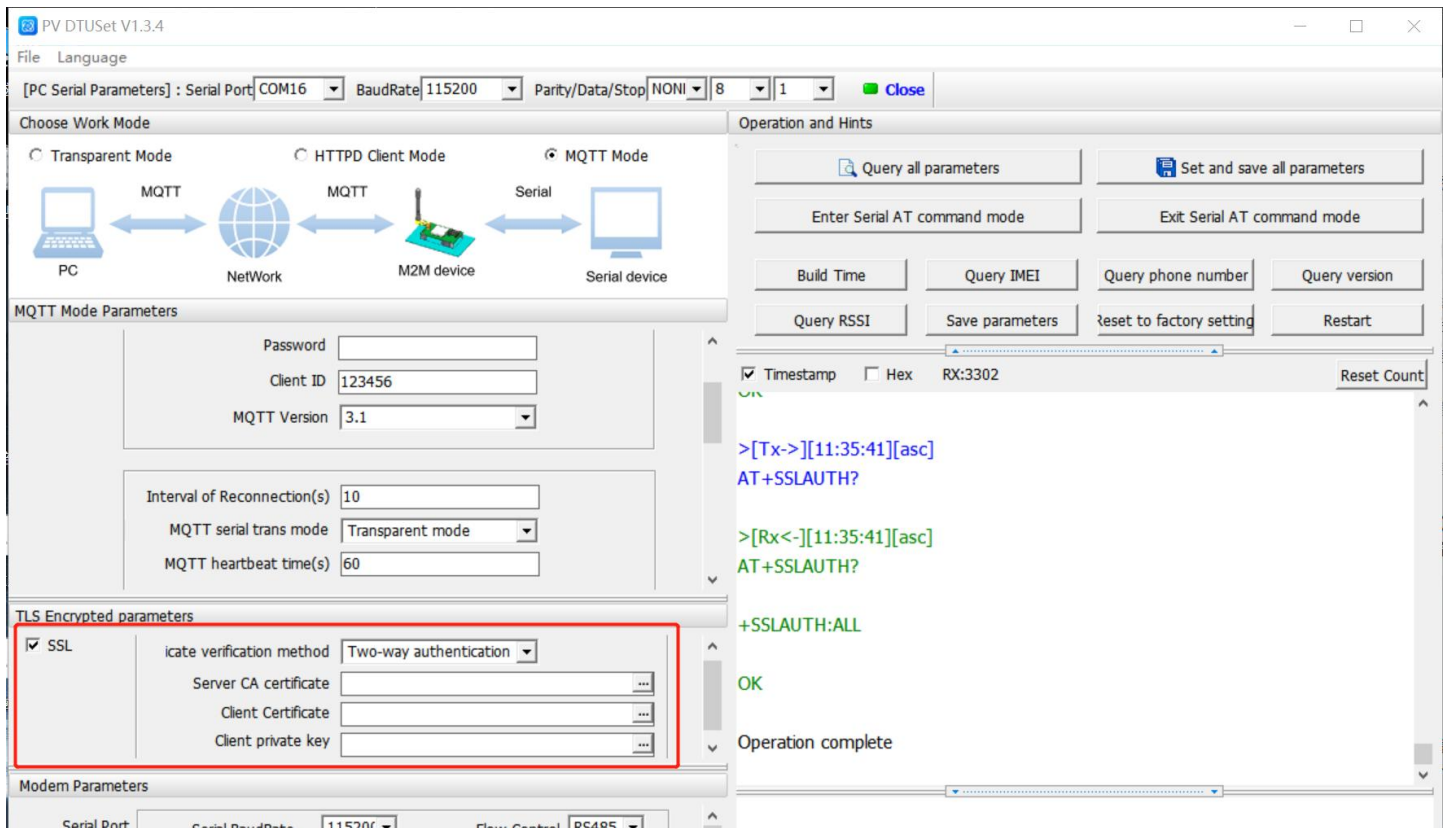 PV DTUSet V1.3.4
File Language
[PC Serial Parameters] : Serial Port COM16 BaudRate 115200 Parity/Data/Stop NONI 8 1 Close
Choose Work Mode
Transparent Mode HTTPD Client Mode MQTT Mode
MQTT MQTT Serial
PC NetWork M2M device Serial device
MQTT Mode Parameters
Password
Client ID 123456
MQTT Version 3.1
Interval of Reconnection(s) 10
MQTT serial trans mode Transparent mode
MQTT heartbeat time(s) 60
TLS Encrypted parameters
SSL icate verification method Two-way authentication
Server CA certificate ...
Client Certificate ...
Client private key ...
Modem Parameters
Serial Port Serial BaudRate 11520( Flow Control RS485
Operation and Hints
Query all parameters Set and save all parameters
Enter Serial AT command mode Exit Serial AT command mode
Build Time Query IMEI Query phone number Query version
Query RSSI Save parameters Reset to factory setting Restart
Timestamp Hex RX:3302 Reset Count
OK
>[Tx->][11:35:41][asc]
AT+SSLAUTH?
>[Rx<-][11:35:41][asc]
AT+SSLAUTH?
+SSLAUTH:ALL
OK
Operation complete